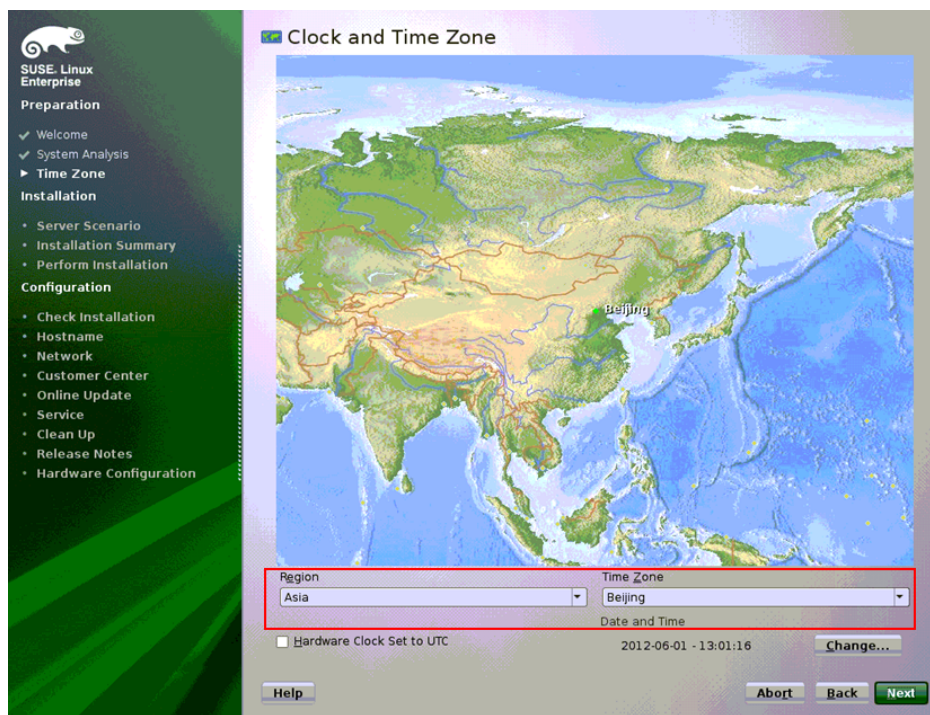 SUSE. Linux
Enterprise
Preparation
Welcome
System Analysis
Time Zone
Installation
Server Scenario
Installation Summary
Perform Installation
Configuration
Check Installation
Hostname
Network
Customer Center
Online Update
Service
Clean Up
Release Notes
Hardware Configuration
Clock and Time Zone
Beijing
Region
Time Zone
Asia
Beijing
Date and Time
Hardware Clock Set to UTC
2012-06-01 - 13:01:16
Change...
Help
Abort
Back
Next